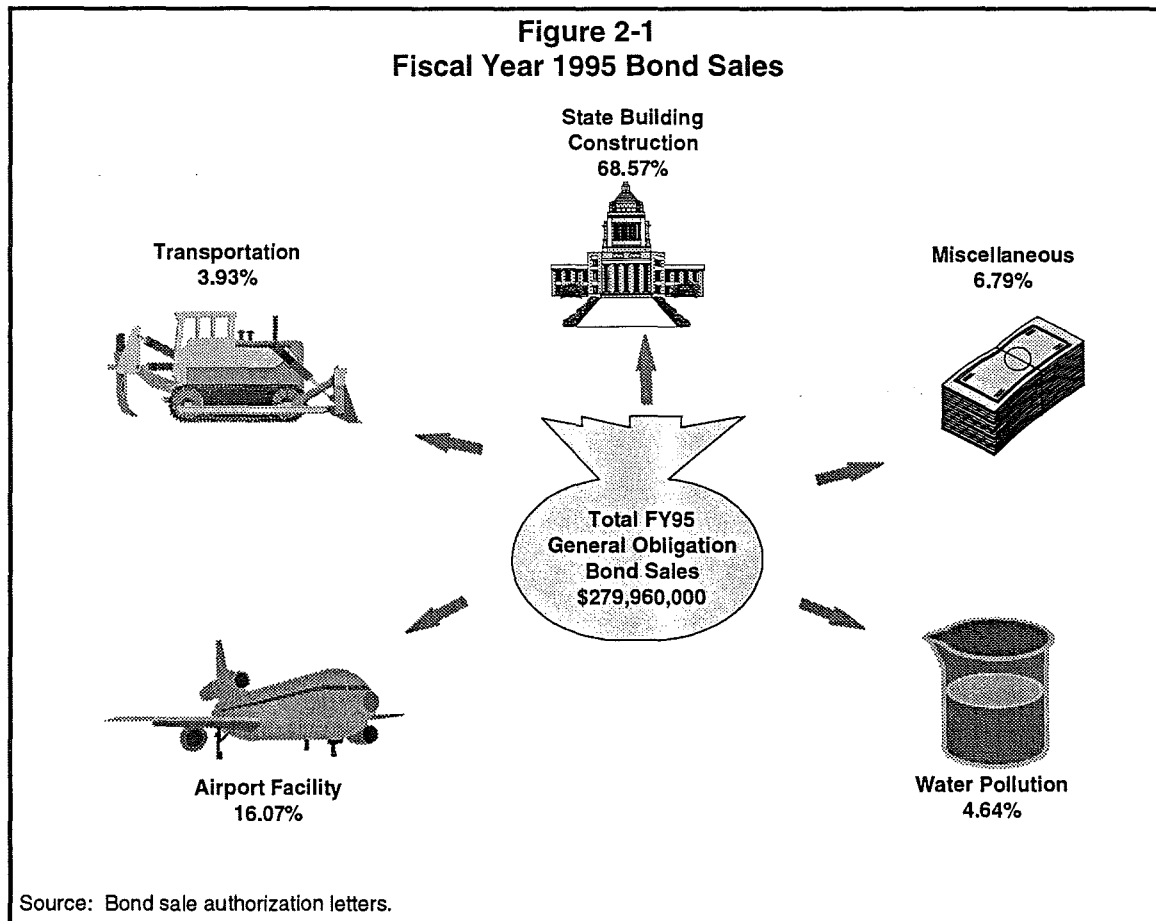 Figure 2-1
Fiscal Year 1995 Bond Sales
State Building
Construction
68.57%
Transportation
3.93%
Miscellaneous
6.79%
Total FY95
General Obligation
Bond Sales
$279,960,000
Airport Facility
16.07%
Water Pollution
4.64%
Source: Bond sale authorization letters.